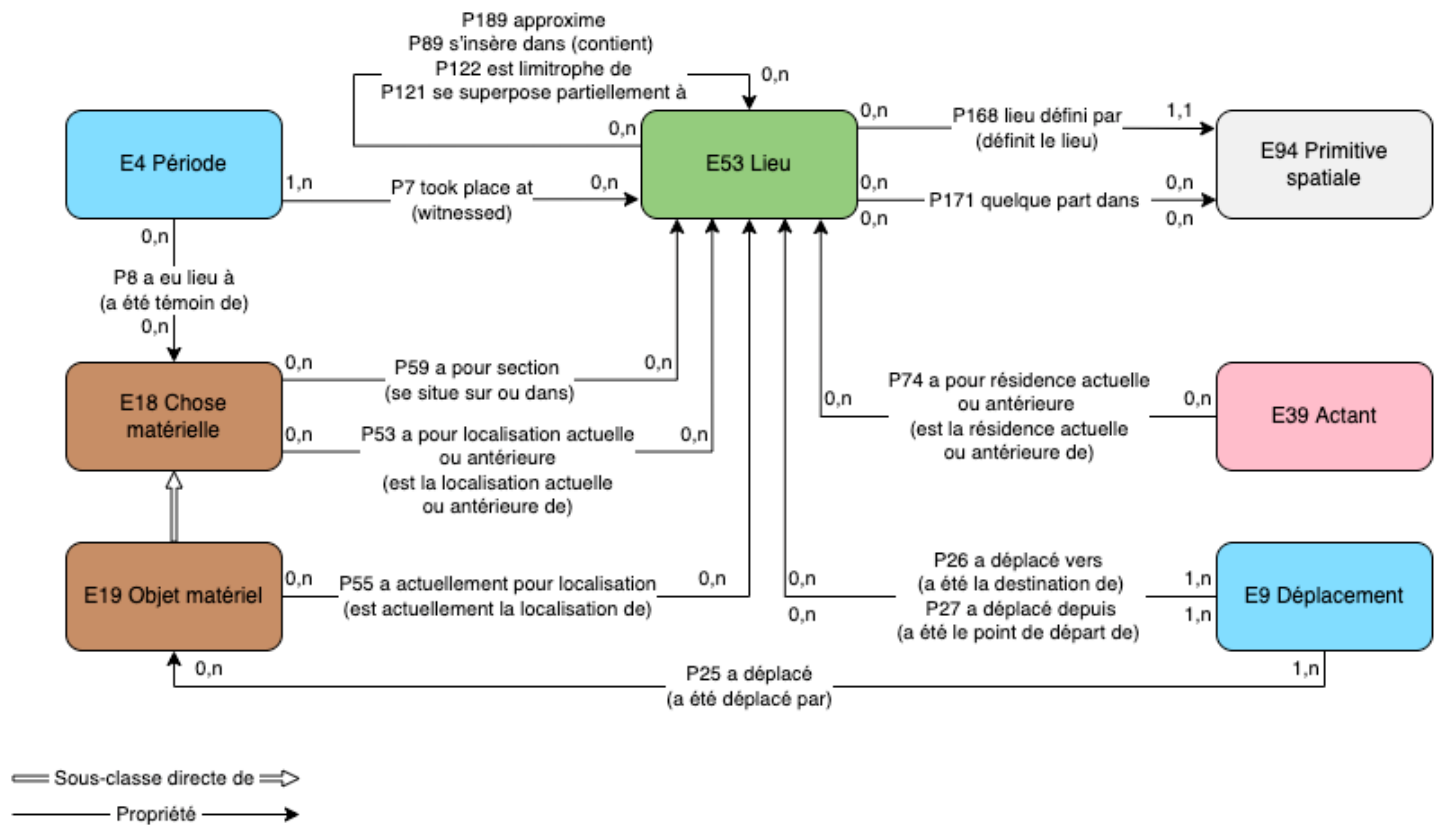 P189 approxime
P89 s'insère dans (contient)
P122 est limitrophe de
P121 se superpose partiellement à
0,n
0,n
E4 Période
E53 Lieu
E94 Primitive
spatiale
0,n
P168 lieu défini par
(définit le lieu)
1,1
1,n
P7 took place at
(witnessed)
0,n
0,n
0,n
P171 quelque part dans
0,n
0,n
0,n
P8 a eu lieu à
(a été témoin de)
0,n
E18 Chose
matérielle
0,n
P59 a pour section
(se situe sur ou dans)
0,n
0,n
P53 a pour localisation actuelle
ou antérieure
(est la localisation actuelle
ou antérieure de)
0,n
0,n
P74 a pour résidence actuelle
ou antérieure
(est la résidence actuelle
ou antérieure de)
0,n
E39 Actant
E19 Objet matériel
0,n
P55 a actuellement pour localisation
(est actuellement la localisation de)
0,n
0,n
0,n
P26 a déplacé vers
(a été la destination de)
P27 a déplacé depuis
(a été le point de départ de)
1,n
1,n
E9 Déplacement
0,n
P25 a déplacé
(a été déplacé par)
1,n
Sous-classe directe de
Propriété